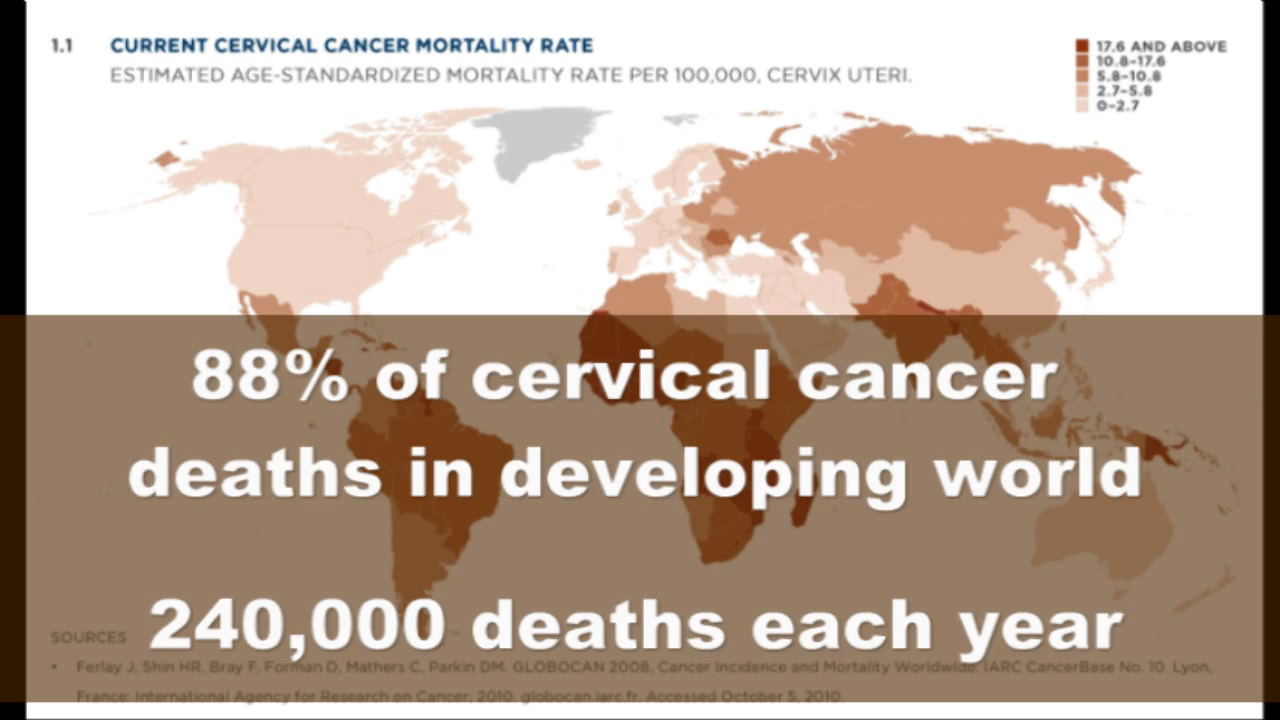 1.1 CURRENT CERVICAL CANCER MORTALITY RATE
ESTIMATED AGE-STANDARDIZED MORTALITY RATE PER 100,000, CERVIX UTERI.
17.6 AND ABOVE
10.8–17.6
5.8–10.8
2.7–5.8
0–2.7
88% of cervical cancer
deaths in developing world
240,000 deaths each year
SOURCES
• Ferlay J, Shin HR, Bray F, Forman D, Mathers C, Parkin DM. GLOBOCAN 2008, Cancer Incidence and Mortality Worldwide: IARC CancerBase No. 10. Lyon,
France: International Agency for Research on Cancer; 2010. globocan.iarc.fr. Accessed October 5, 2010.